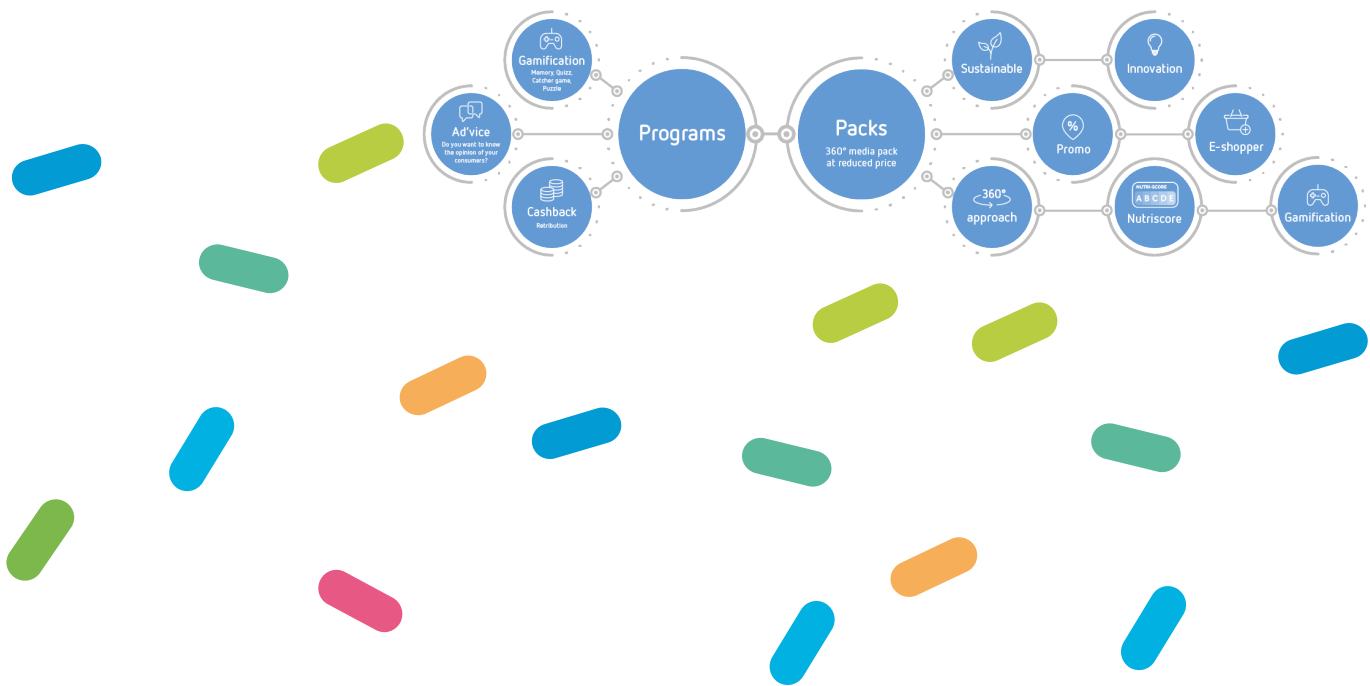 Gamification
Memory, Quizz,
Catcher game,
Puzzle
Ad'vice
Do you want to know
the opinion of your
consumers?
Cashback
Retribution
Programs
Packs
360° media pack
at reduced price
Sustainable
Innovation
%
Promo
E-shopper
360°
approach
NUTRI-SCORE
A B C D E
Nutriscore
Gamification